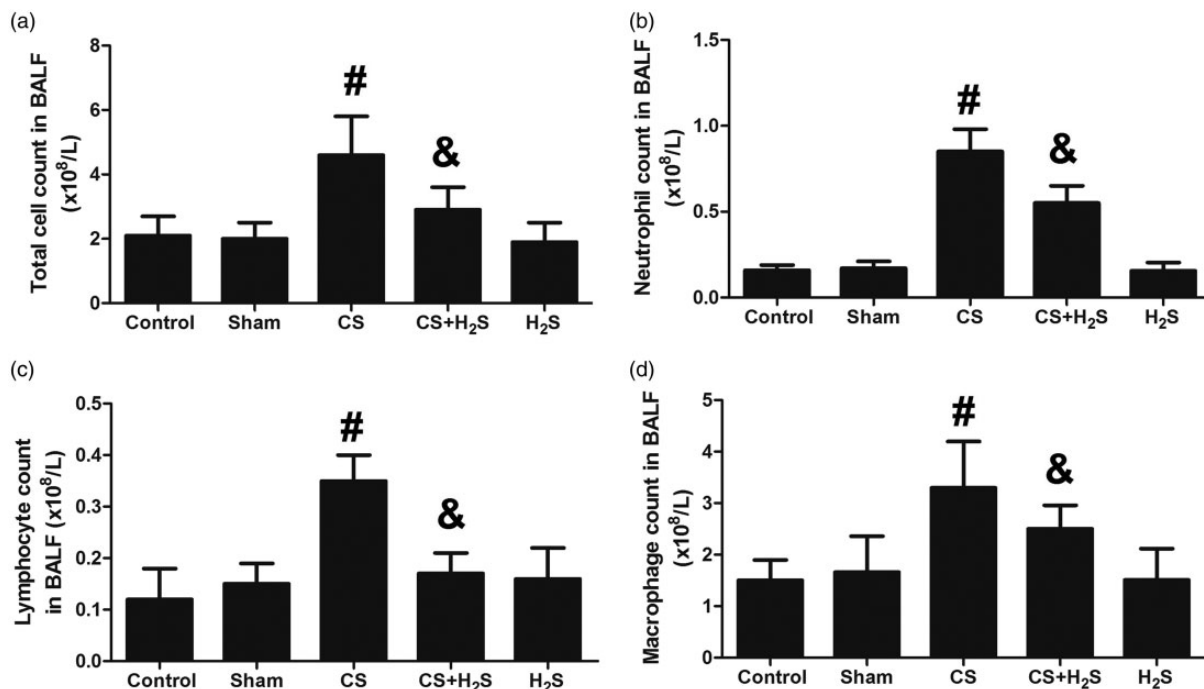 (a)
Total cell count in BALF
(x10⁸/L)
8
6
4
2
0
#
&
Control Sham CS CS+H₂S H₂S
(b)
Neutrophil count in BALF
(x10⁸/L)
1.5
1.0
0.5
0.0
#
&
Control Sham CS CS+H₂S H₂S
(c)
Lymphocyte count
in BALF (x10⁸/L)
0.5
0.4
0.3
0.2
0.1
0.0
#
&
Control Sham CS CS+H₂S H₂S
(d)
Macrophage count in BALF
(x10⁸/L)
5
4
3
2
1
0
#
&
Control Sham CS CS+H₂S H₂S